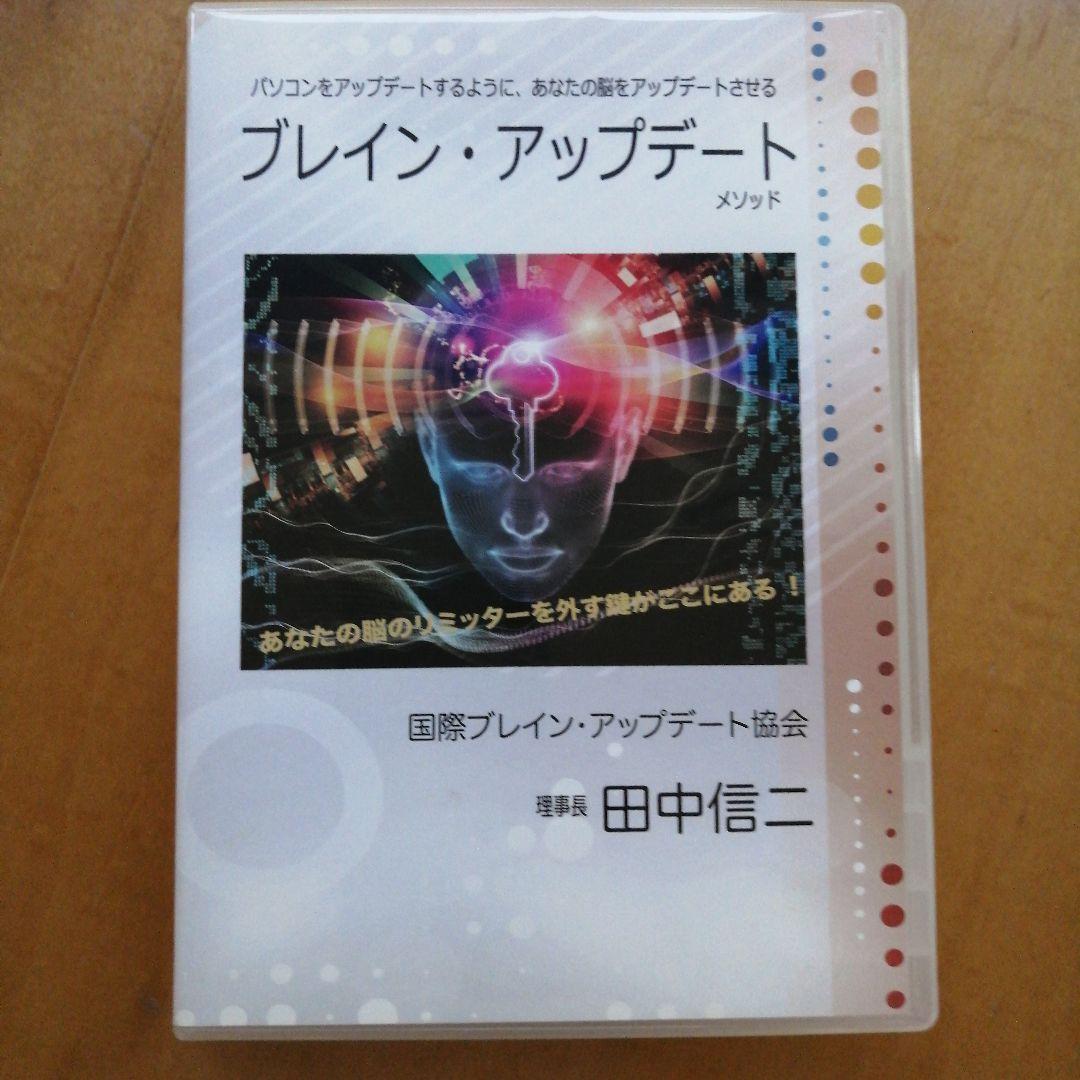 パソコンをアップデートするように、あなたの脳をアップデートさせる
ブレイン・アップデート
メソッド
あなたの脳のリミッターを外す鍵がここにある！
国際ブレイン・アップデート協会
理事長 田中信二